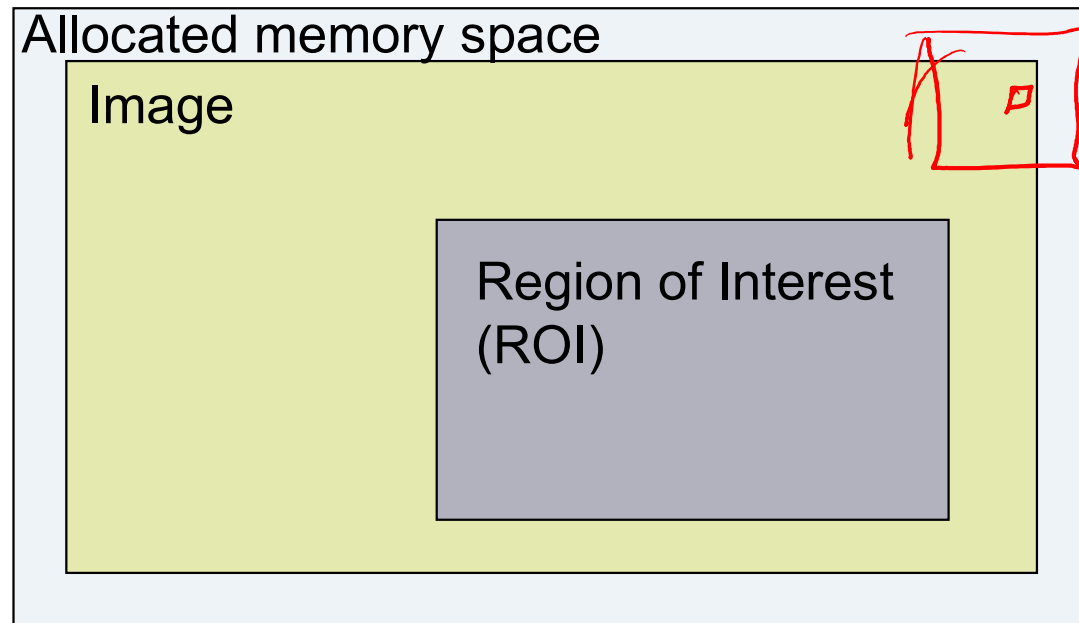 Allocated memory space
Image
Region of Interest
(ROI)